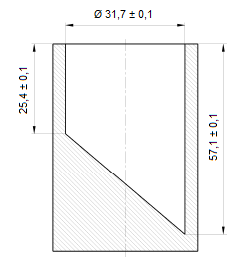 Ø 31,7 ± 0,1
25,4 ± 0,1
57,1 ± 0,1